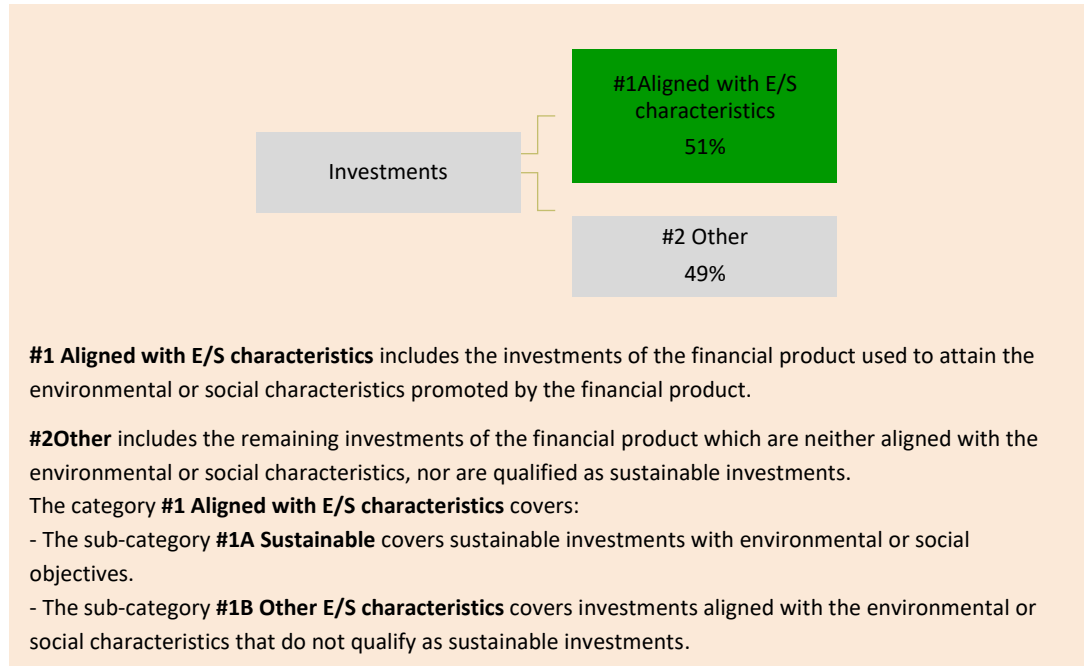 #1Aligned with E/S
characteristics
51%
Investments
#2 Other
49%
#1 Aligned with E/S characteristics includes the investments of the financial product used to attain the
environmental or social characteristics promoted by the financial product.
#2Other includes the remaining investments of the financial product which are neither aligned with the
environmental or social characteristics, nor are qualified as sustainable investments.
The category #1 Aligned with E/S characteristics covers:
- The sub-category #1A Sustainable covers sustainable investments with environmental or social
objectives.
- The sub-category #1B Other E/S characteristics covers investments aligned with the environmental or
social characteristics that do not qualify as sustainable investments.